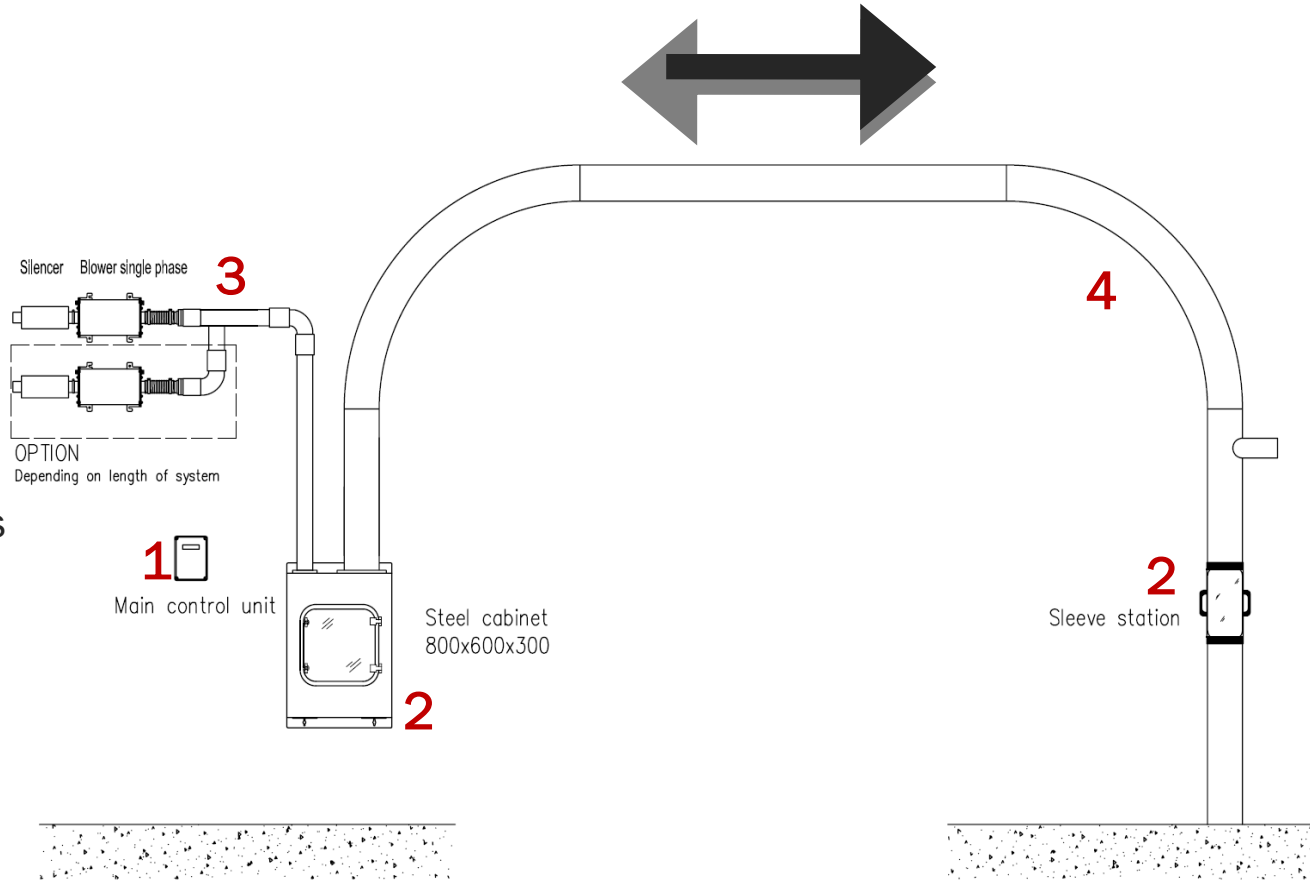 Silencer Blower single phase 3
4
OPTION
Depending on length of system
s
1
Main control unit
2
Steel cabinet
800x600x300
2
Sleeve station